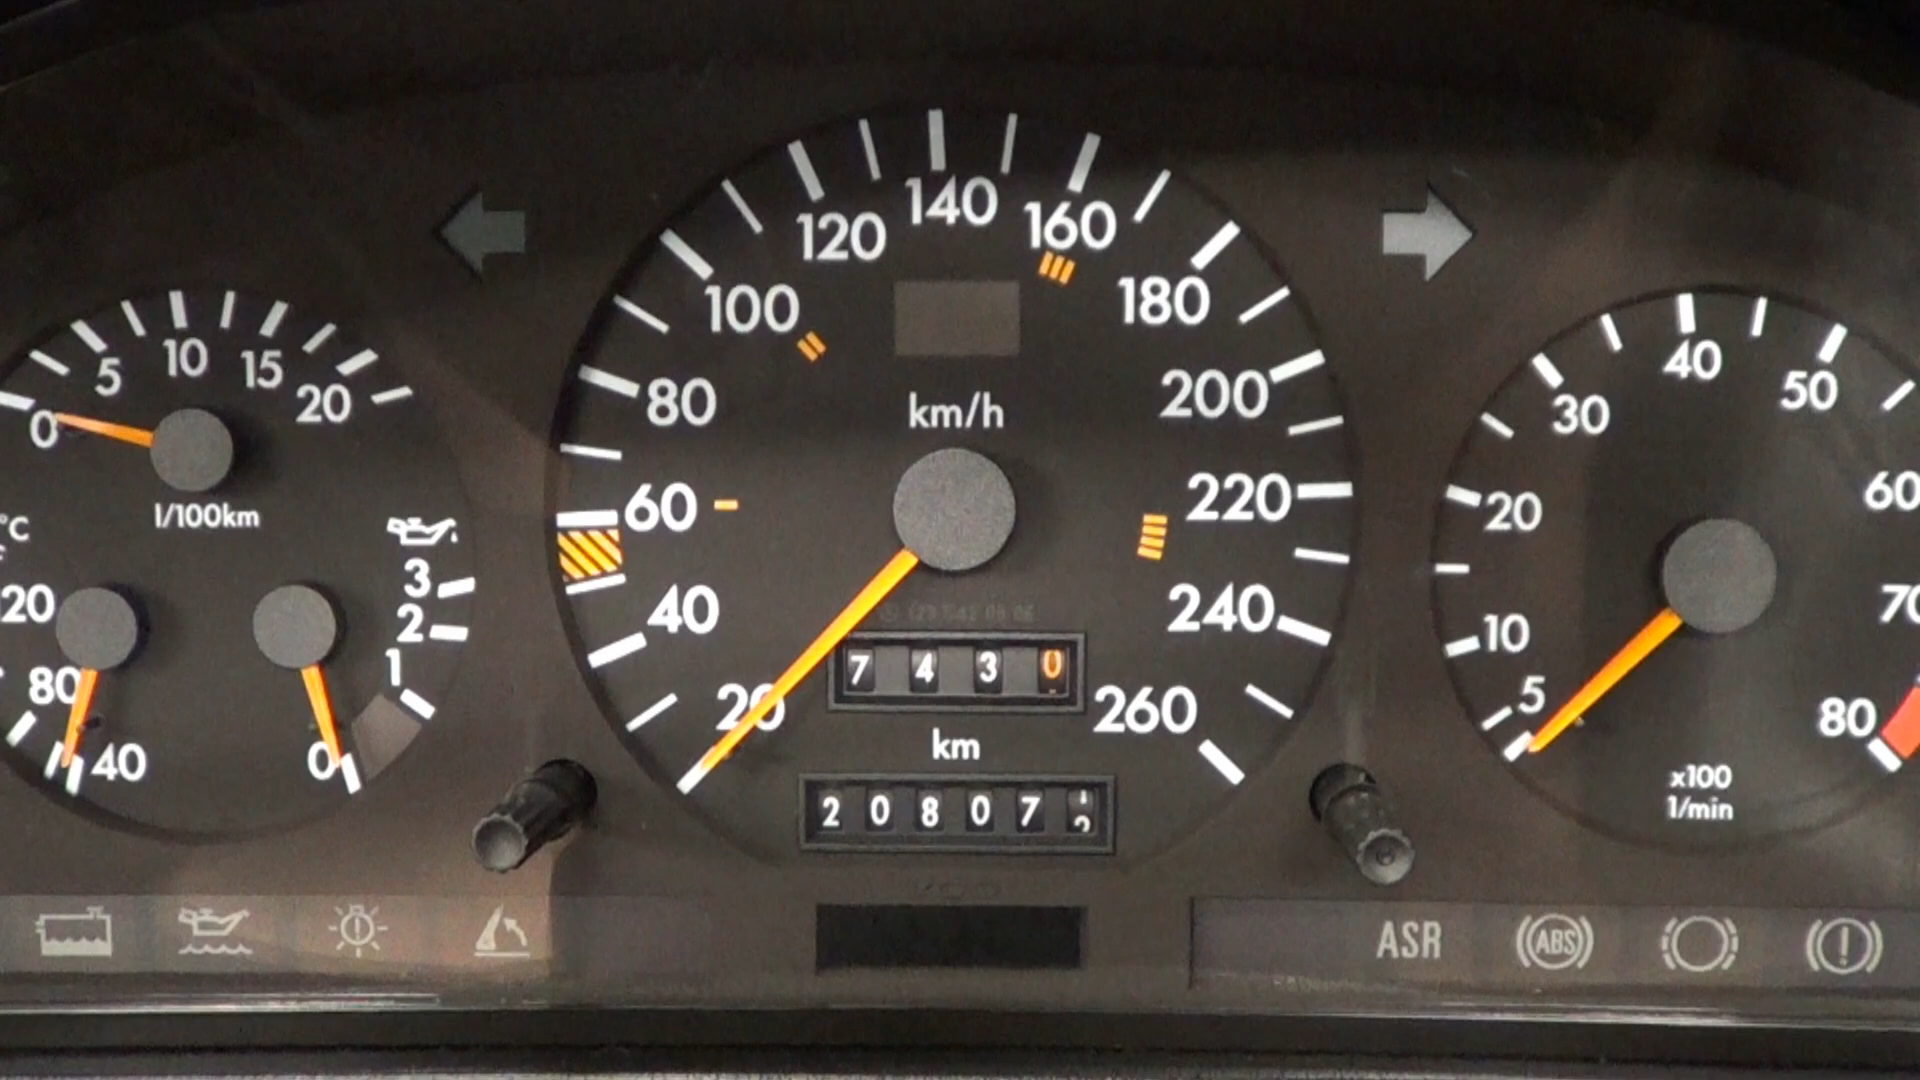 0 5 10 15 20
l/100km
°C
120
80
40
3
2
1
0
20 40 60 80 100 120 140 160 180 200 220 240 260
km/h
7 4 3 0
km
2 0 8 0 7
5 10 20 30 40 50 60 70 80
x100
1/min
ASR
ABS